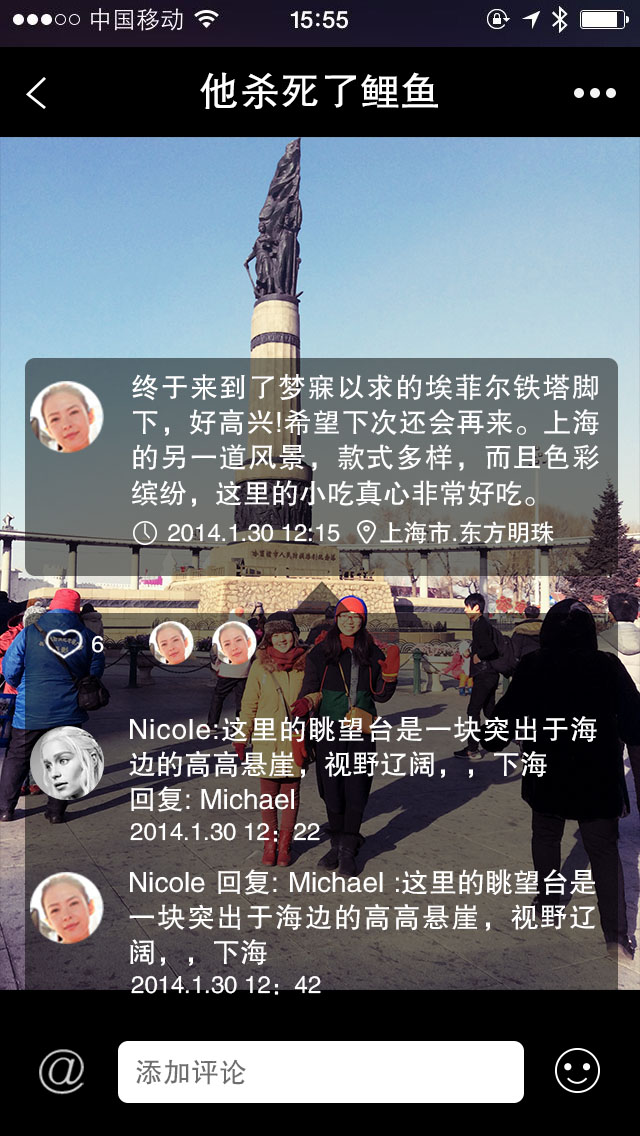 中国移动
15:55
他杀死了鲤鱼
终于来到了梦寐以求的埃菲尔铁塔脚
下，好高兴!希望下次还会再来。上海
的另一道风景，款式多样，而且色彩
缤纷，这里的小吃真心非常好吃。
2014.1.30 12:15 上海市.东方明珠
6
Nicole:这里的眺望台是一块突出于海
边的高高悬崖，视野辽阔，，下海
回复: Michael
2014.1.30 12：22
Nicole 回复: Michael :这里的眺望台是
一块突出于海边的高高悬崖，视野辽
阔，，下海
2014.1.30 12：42
@
添加评论